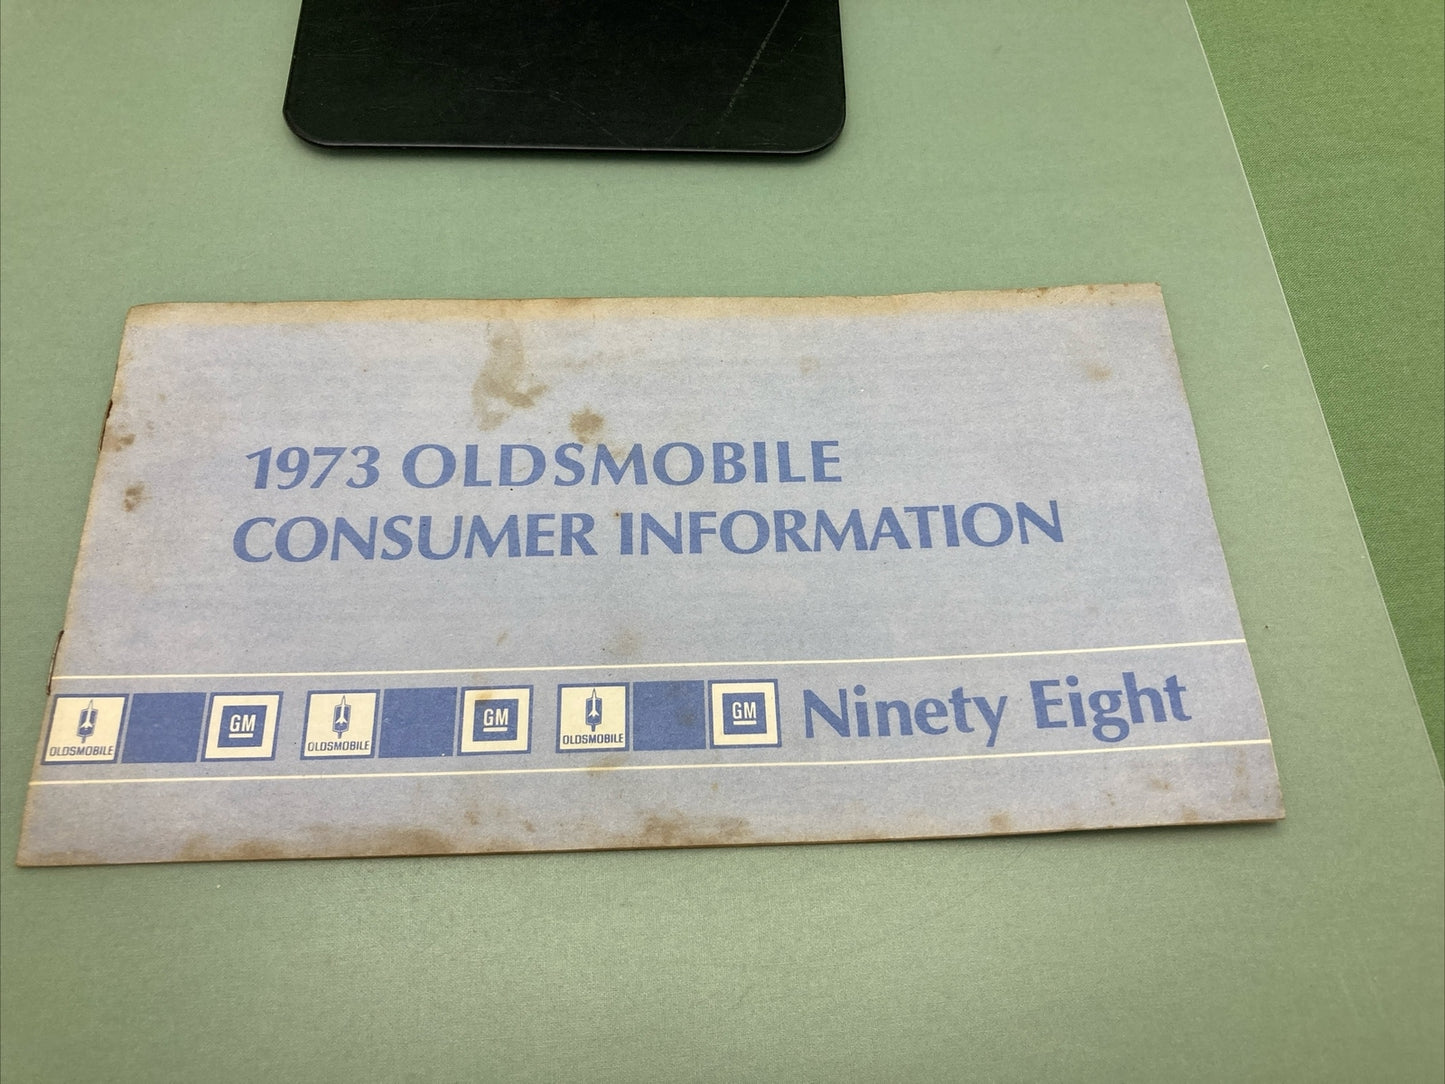 1973 OLDSMOBILE
CONSUMER INFORMATION
OLDSMOBILE GM OLDSMOBILE GM OLDSMOBILE GM Ninety Eight